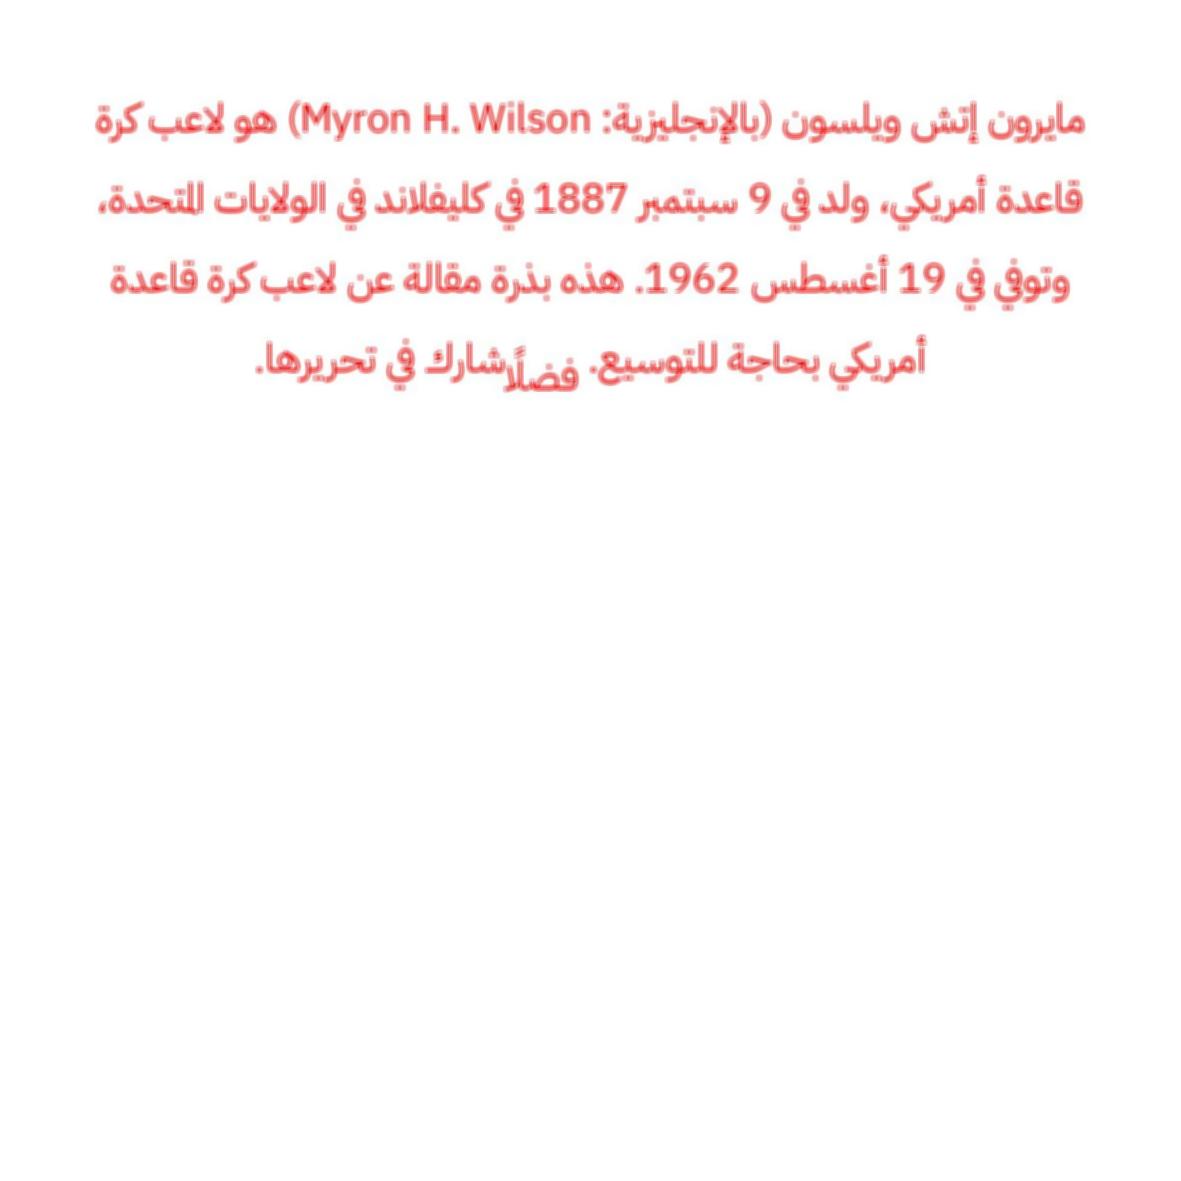 مايرون إتش ويلسون (بالإنجليزية: Myron H. Wilson) هو لاعب كرة
قاعدة أمريكي، ولد في 9 سبتمبر 1887 في كليفلاند في الولايات المتحدة،
وتوفي في 19 أغسطس 1962. هذه بذرة مقالة عن لاعب كرة قاعدة
أمريكي بحاجة للتوسيع. فضلًا شارك في تحريرها.